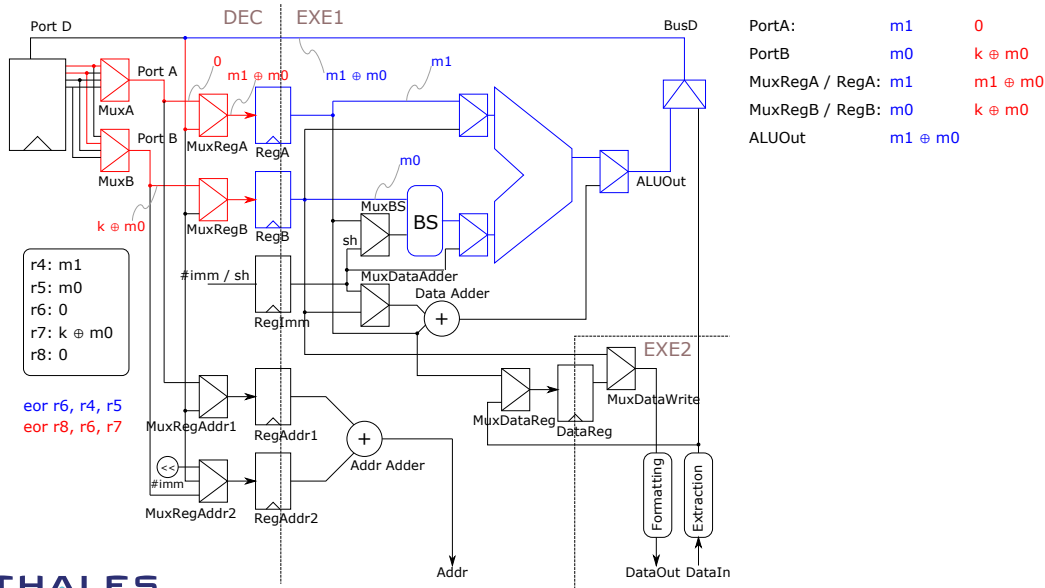 DEC
EXE1
Port D
BusD
Port A
0
m1 ⊕ m0
m1 ⊕ m0
m1
MuxA
MuxRegA
RegA
Port B
MuxB
m0
ALUOut
MuxBS
BS
MuxRegB
RegB
k ⊕ m0
sh
#imm / sh
MuxDataAdder
Data Adder
+
RegImm
r4: m1
r5: m0
r6: 0
r7: k ⊕ m0
r8: 0
EXE2
eor r6, r4, r5
eor r8, r6, r7
MuxRegAddr1
RegAddr1
+
Addr Adder
MuxDataReg
DataReg
MuxDataWrite
<<
#imm
MuxRegAddr2
RegAddr2
Formatting
Extraction
Addr
DataOut DataIn
THALES
PortA: m1 0
PortB m0 k ⊕ m0
MuxRegA / RegA: m1 m1 ⊕ m0
MuxRegB / RegB: m0 k ⊕ m0
ALUOut m1 ⊕ m0